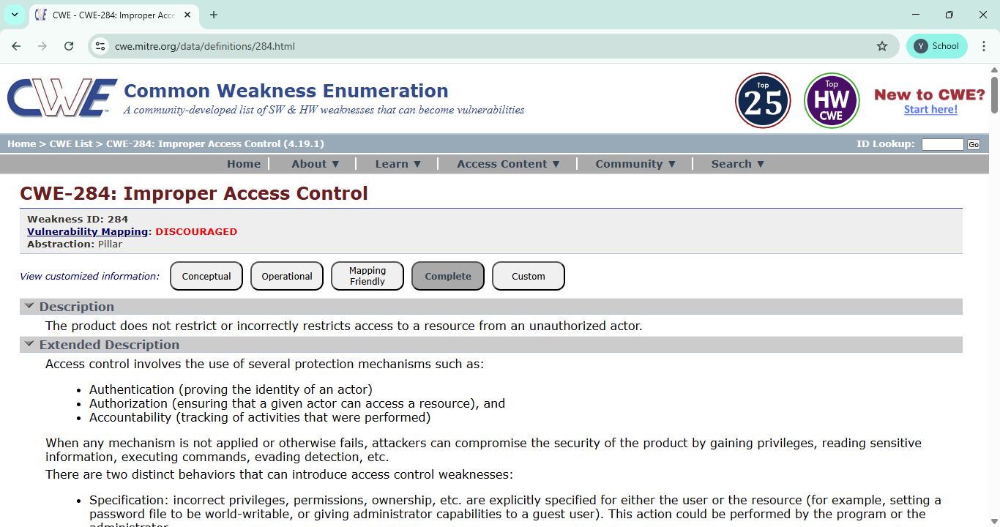 CWE - CWE-284: Improper Acce
cwe.mitre.org/data/definitions/284.html
Y School
CWE™
Common Weakness Enumeration
A community-developed list of SW & HW weaknesses that can become vulnerabilities
Top
25
Top
HW
CWE
New to CWE?
Start here!
Home > CWE List > CWE-284: Improper Access Control (4.19.1)
ID Lookup: Go
Home About ▼ Learn ▼ Access Content ▼ Community ▼ Search ▼
CWE-284: Improper Access Control
Weakness ID: 284
Vulnerability Mapping: DISCOURAGED
Abstraction: Pillar
View customized information: Conceptual Operational Mapping Friendly Complete Custom
Description
The product does not restrict or incorrectly restricts access to a resource from an unauthorized actor.
Extended Description
Access control involves the use of several protection mechanisms such as:
• Authentication (proving the identity of an actor)
• Authorization (ensuring that a given actor can access a resource), and
• Accountability (tracking of activities that were performed)
When any mechanism is not applied or otherwise fails, attackers can compromise the security of the product by gaining privileges, reading sensitive
information, executing commands, evading detection, etc.
There are two distinct behaviors that can introduce access control weaknesses:
• Specification: incorrect privileges, permissions, ownership, etc. are explicitly specified for either the user or the resource (for example, setting a
password file to be world-writable, or giving administrator capabilities to a guest user). This action could be performed by the program or the
administrator.